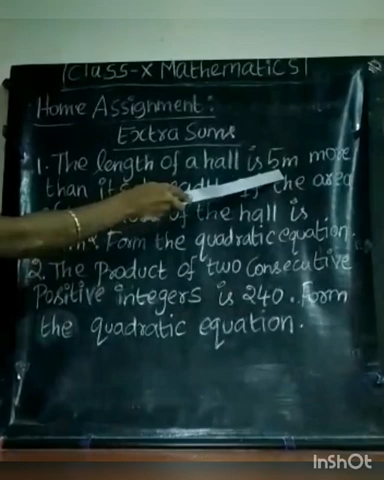 Class-X Mathematics
Home Assignment:
Extra Sums
1. The length of a hall is 5m more
than the area
of the hall is
Form the quadratic equation.
2. The Product of two Consecutive
Positive integers is 240. Form
the quadratic equation.
InShOt